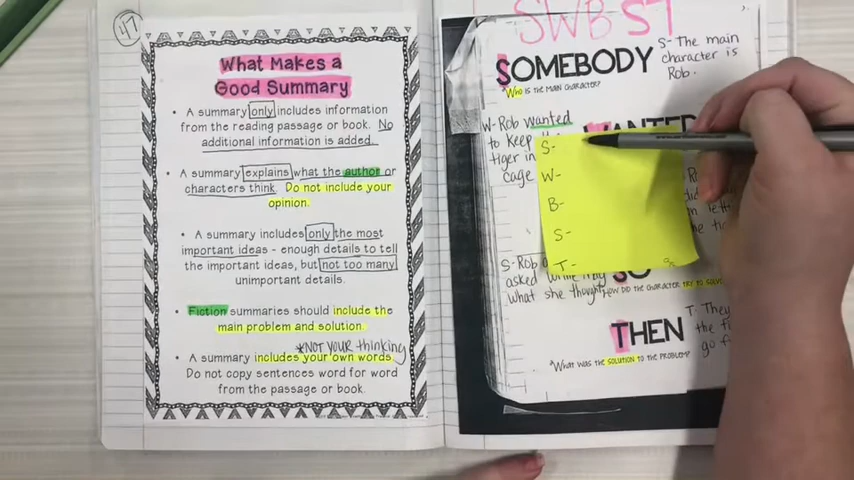 47
What Makes a
Good Summary
• A summary only includes information
from the reading passage or book. No
additional information is added.
• A summary explains what the author or
characters think. Do not include your
opinion.
• A summary includes only the most
important ideas - enough details to tell
the important ideas, but not too many
unimportant details.
• Fiction summaries should include the
main problem and solution.
*NOT YOUR thinking
• A summary includes your own words.
Do not copy sentences word for word
from the passage or book.
SWBST
SOMEBODY
*Who is the main character?
S-The main
character is
Rob.
W-Rob wanted
to keep
tiger in
cage
WANTED
S-
W-
B-
S-
T-
S-Rob
asked
what she thought
SO
How did the character try to solve
THEN
*What was the solution to the problem?
T-They
the
go f